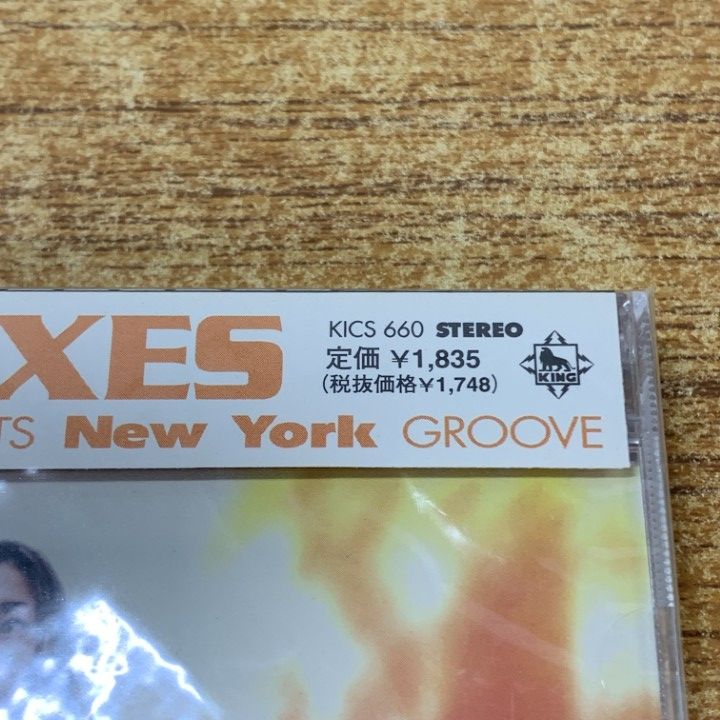 XES
KICS 660 STEREO
定価 ¥1,835
(税抜価格¥1,748)
KING
TS New York GROOVE